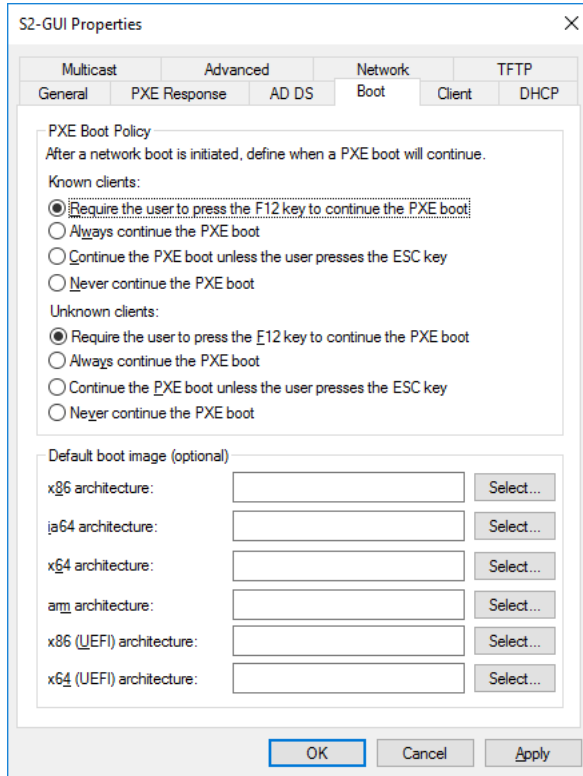 S2-GUI Properties
Multicast Advanced Network TFTP
General PXE Response AD DS Boot Client DHCP
PXE Boot Policy
After a network boot is initiated, define when a PXE boot will continue.
Known clients:
Require the user to press the F12 key to continue the PXE boot
Always continue the PXE boot
Continue the PXE boot unless the user presses the ESC key
Never continue the PXE boot
Unknown clients:
Require the user to press the F12 key to continue the PXE boot
Always continue the PXE boot
Continue the PXE boot unless the user presses the ESC key
Never continue the PXE boot
Default boot image (optional)
x86 architecture: Select...
ia64 architecture: Select...
x64 architecture: Select...
arm architecture: Select...
x86 (UEFI) architecture: Select...
x64 (UEFI) architecture: Select...
OK Cancel Apply